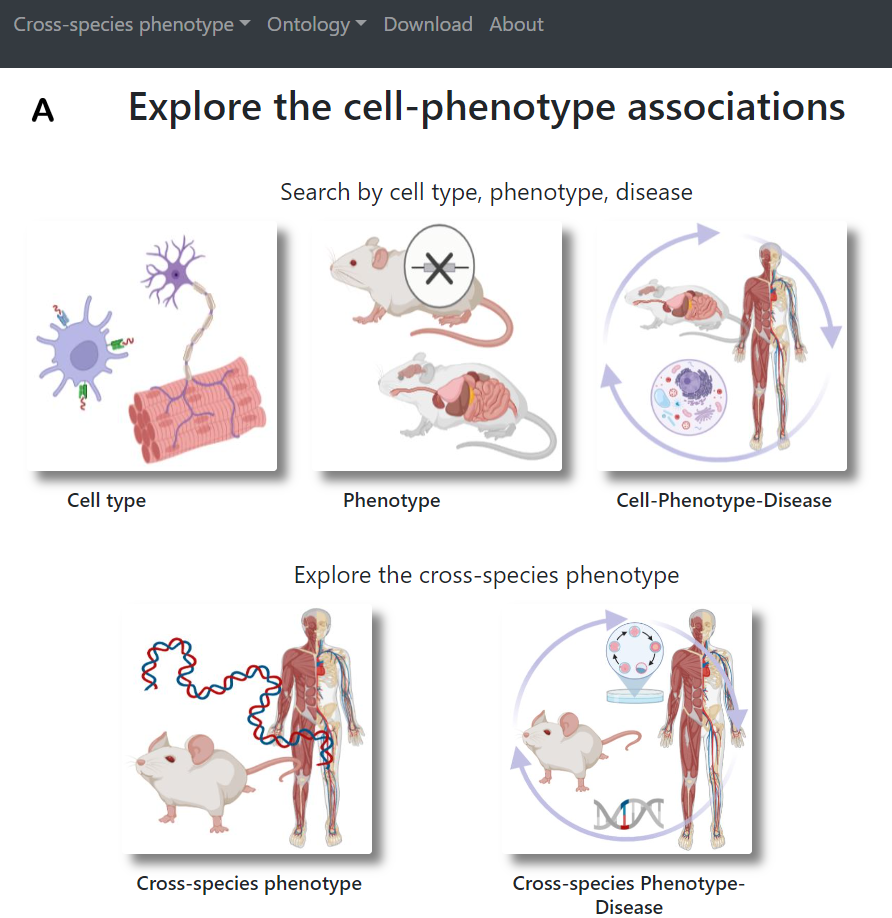 Cross-species phenotype Ontology Download About
A
Explore the cell-phenotype associations
Search by cell type, phenotype, disease
Cell type
Phenotype
Cell-Phenotype-Disease
Explore the cross-species phenotype
Cross-species phenotype
Cross-species Phenotype-
Disease